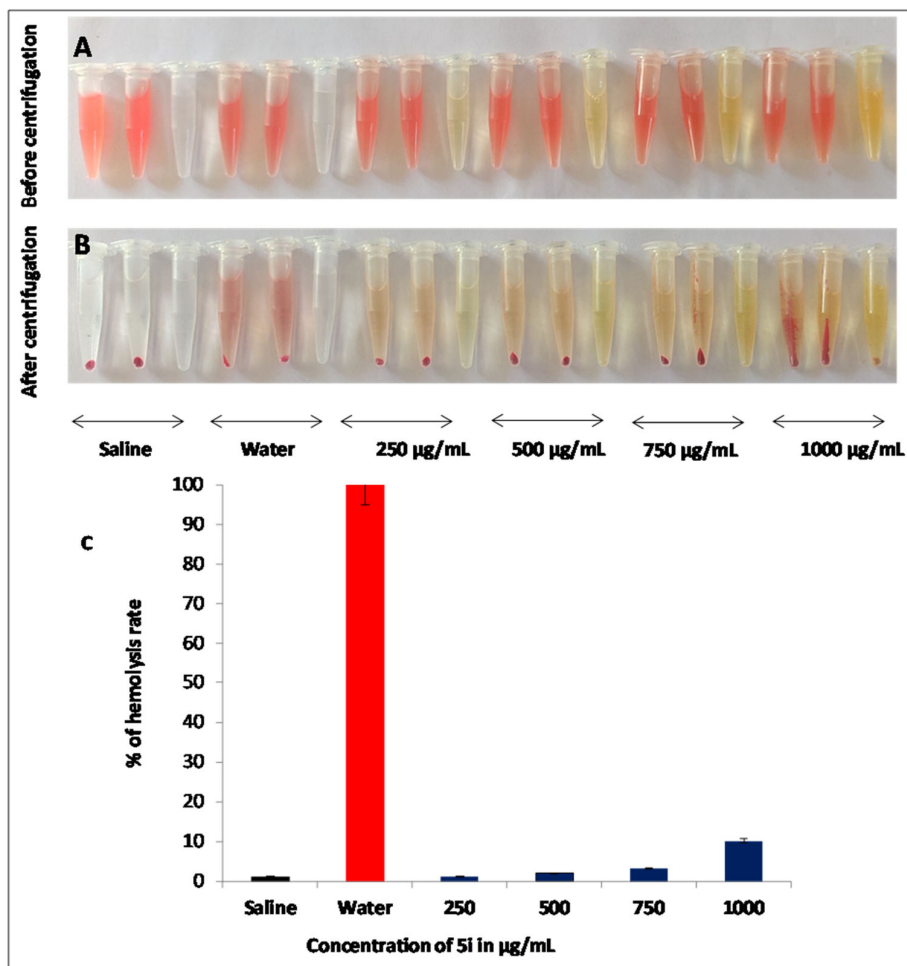 A
Before centrifugation
B
After centrifugation
Saline Water 250 µg/mL 500 µg/mL 750 µg/mL 1000 µg/mL
c
% of hemolysis rate
100
90
80
70
60
50
40
30
20
10
0
Saline Water 250 500 750 1000
Concentration of 5i in µg/mL